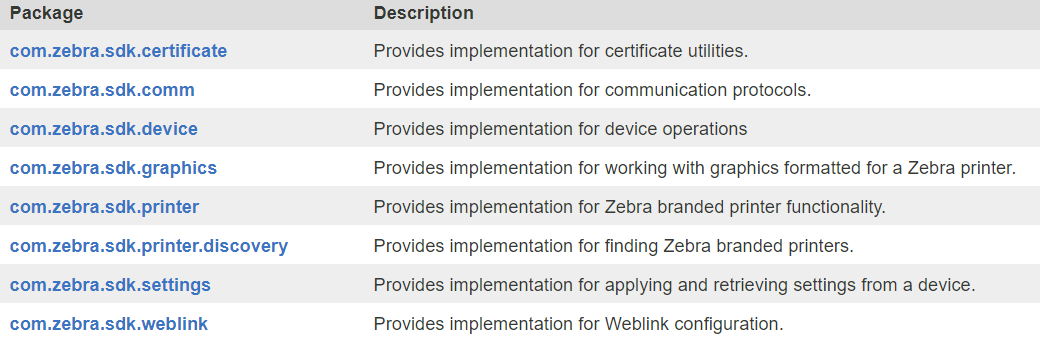 Package Description
com.zebra.sdk.certificate Provides implementation for certificate utilities.
com.zebra.sdk.comm Provides implementation for communication protocols.
com.zebra.sdk.device Provides implementation for device operations
com.zebra.sdk.graphics Provides implementation for working with graphics formatted for a Zebra printer.
com.zebra.sdk.printer Provides implementation for Zebra branded printer functionality.
com.zebra.sdk.printer.discovery Provides implementation for finding Zebra branded printers.
com.zebra.sdk.settings Provides implementation for applying and retrieving settings from a device.
com.zebra.sdk.weblink Provides implementation for Weblink configuration.